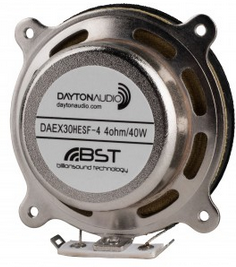 DAYTONAUDIO
daytonaudio.com
DAEX30HESF-4 4ohm/40W
BST
billionsound technology